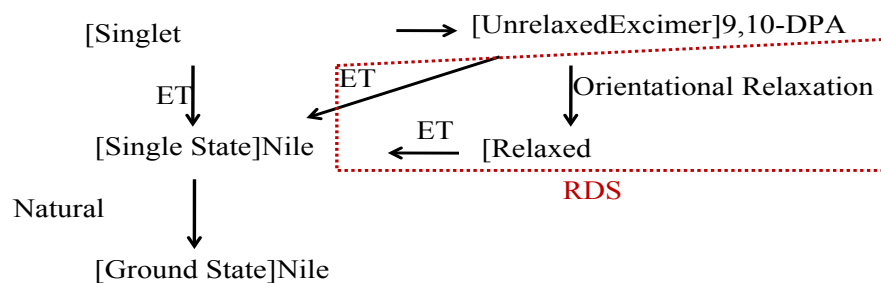 [Singlet
[UnrelaxedExcimer]9,10-DPA
ET
ET
Orientational Relaxation
[Single State]Nile
ET
[Relaxed
RDS
Natural
[Ground State]Nile